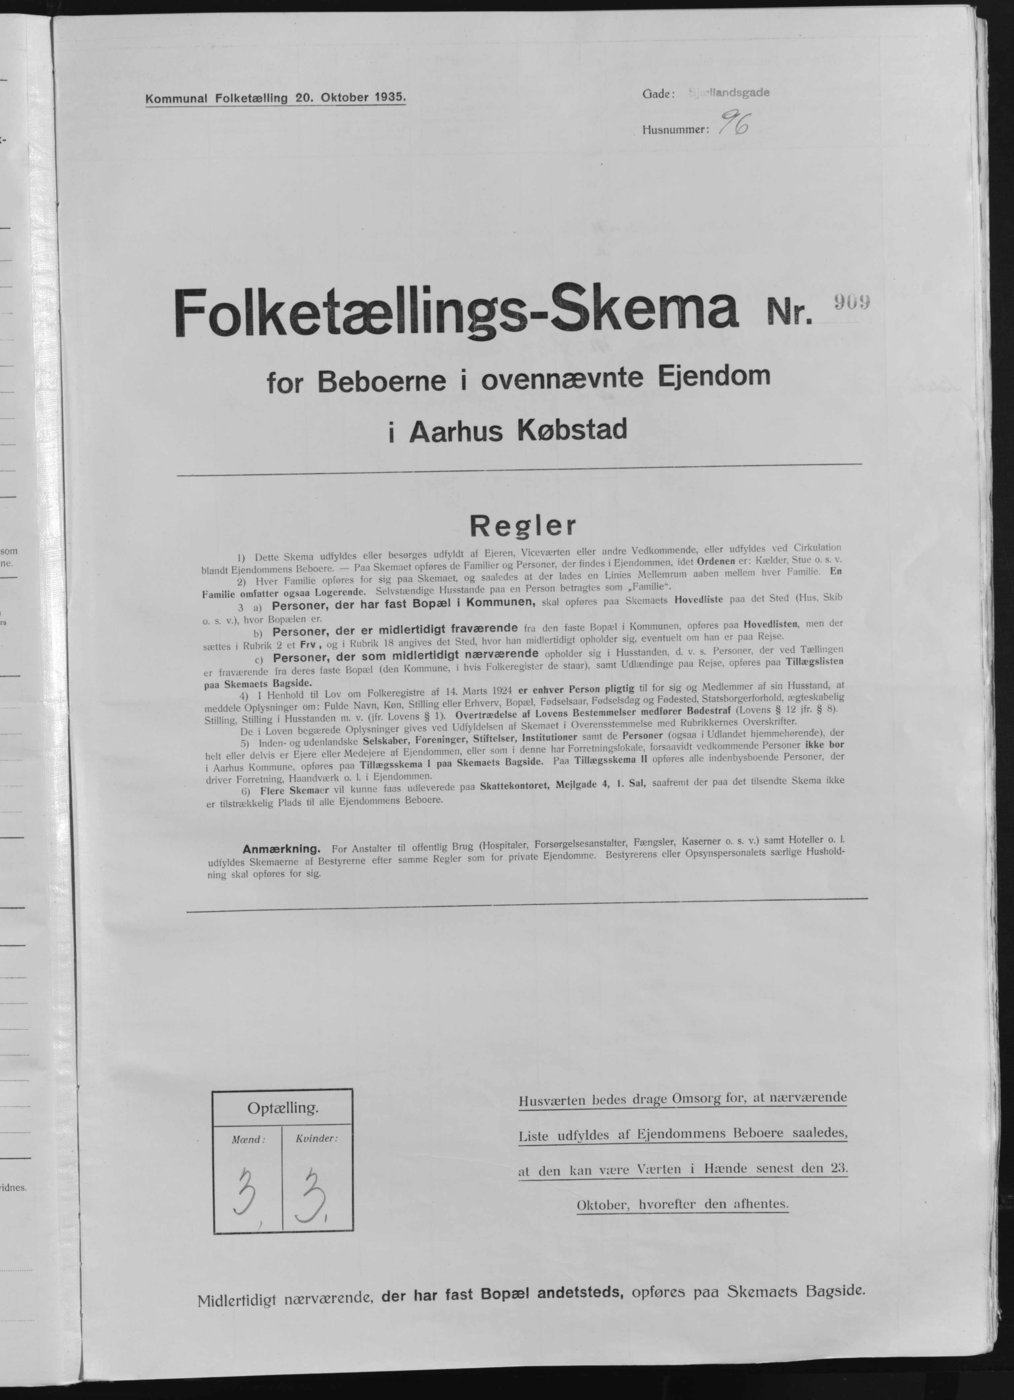 Kommunal Folketælling 20. Oktober 1935.
Gade: Sjællandsgade
Husnummer: 96
Folketællings-Skema Nr. 909
for Beboerne i ovennævnte Ejendom
i Aarhus Købstad
Regler
1) Dette Skema udfyldes eller besørges udfyldt af Ejeren, Viceværten eller andre Vedkommende, eller udfyldes ved Cirkulation
blandt Ejendommens Beboere. — Paa Skemaet opføres de Familier og Personer, der findes i Ejendommen, idet Ordenen er: Kælder, Stue o. s. v.
2) Hver Familie opføres for sig paa Skemaet, og saaledes at der lades en Linies Mellemrum aaben mellem hver Familie. En
Familie omfatter ogsaa Logerende. Selvstændige Husstande paa en Person betragtes som „Familie".
3 a) Personer, der har fast Bopæl i Kommunen, skal opføres paa Skemaets Hovedliste paa det Sted (Hus, Skib
o. s. v.), hvor Bopælen er.
b) Personer, der er midlertidigt fraværende fra den faste Bopæl i Kommunen, opføres paa Hovedlisten, men der
sættes i Rubrik 2 et Frv, og i Rubrik 18 angives det Sted, hvor han midlertidigt opholder sig, eventuelt om han er paa Rejse.
c) Personer, der som midlertidigt nærværende opholder sig i Husstanden, d. v. s. Personer, der ved Tællingen
er fraværende fra deres faste Bopæl (den Kommune, i hvis Folkeregister de staar), samt Udlændinge paa Rejse, opføres paa Tillægslisten
paa Skemaets Bagside.
4) I Henhold til Lov om Folkeregistre af 14. Marts 1924 er enhver Person pligtig til for sig og Medlemmer af sin Husstand, at
meddele Oplysninger om: Fulde Navn, Køn, Stilling eller Erhverv, Bopæl, Fødselsaar, Fødselsdag og Fødested, Statsborgerforhold, ægteskabelig
Stilling, Stilling i Husstanden m. v. (jfr. Lovens § 1). Overtrædelse af Lovens Bestemmelser medfører Bødestraf (Lovens § 12 jfr. § 8).
De i Loven begærede Oplysninger gives ved Udfyldelsen af Skemaet i Overensstemmelse med Rubrikkernes Overskrifter.
5) Inden- og udenlandske Selskaber, Foreninger, Stiftelser, Institutioner samt de Personer (ogsaa i Udlandet hjemmehørende), der
helt eller delvis er Ejere eller Medejere af Ejendommen, eller som i denne har Forretningslokale, forsaavidt vedkommende Personer ikke bor
i Aarhus Kommune, opføres paa Tillægsskema I paa Skemaets Bagside. Paa Tillægsskema II opføres alle indenbysboende Personer, der
driver Forretning, Haandværk o. l. i Ejendommen.
6) Flere Skemaer vil kunne faas udleverede paa Skattekontoret, Mejlgade 4, 1. Sal, saafremt der paa det tilsendte Skema ikke
er tilstrækkelig Plads til alle Ejendommens Beboere.
Anmærkning. For Anstalter til offentlig Brug (Hospitaler, Forsørgelsesanstalter, Fængsler, Kaserner o. s. v.) samt Hoteller o. l.
udfyldes Skemaerne af Bestyrerne efter samme Regler som for private Ejendomme. Bestyrerens eller Opsynspersonalets særlige Hushold-
ning skal opføres for sig.
Optælling.
Mænd: Kvinder:
3, 3,
Husværten bedes drage Omsorg for, at nærværende
Liste udfyldes af Ejendommens Beboere saaledes,
at den kan være Værten i Hænde senest den 23.
Oktober, hvorefter den afhentes.
Midlertidigt nærværende, der har fast Bopæl andetsteds, opføres paa Skemaets Bagside.